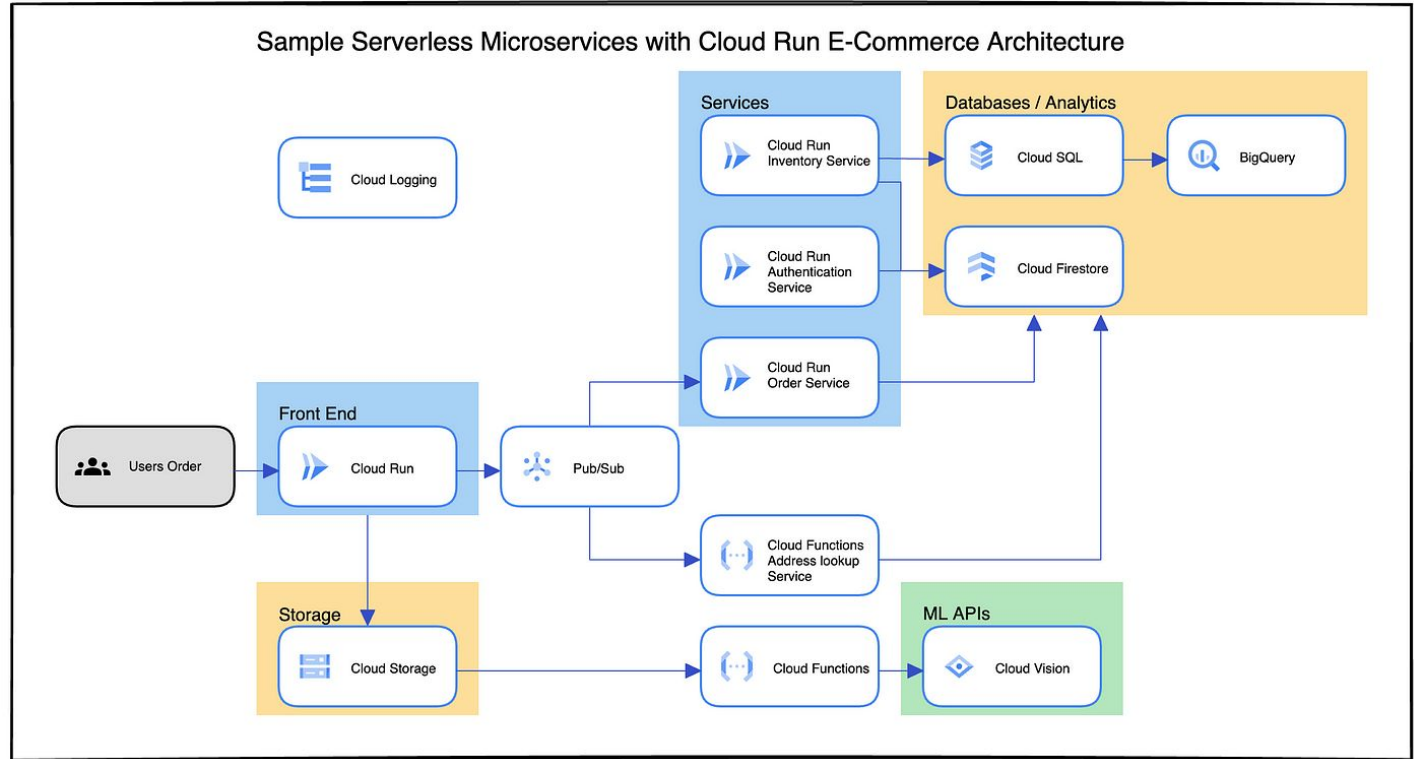 Sample Serverless Microservices with Cloud Run E-Commerce Architecture
Services
Databases / Analytics
Cloud Run
Inventory Service
Cloud SQL
BigQuery
Cloud Logging
Cloud Run
Authentication
Service
Cloud Firestore
Cloud Run
Order Service
Front End
Users Order
Cloud Run
Pub/Sub
Cloud Functions
Address lookup
Service
Storage
ML APIs
Cloud Storage
Cloud Functions
Cloud Vision